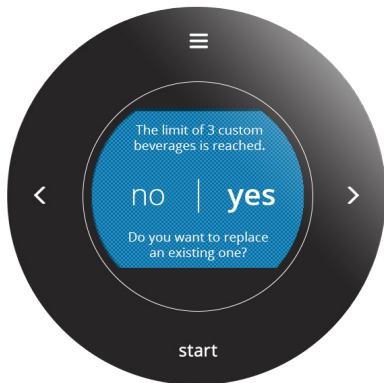 The limit of 3 custom
beverages is reached.
no | yes
Do you want to replace
an existing one?
start